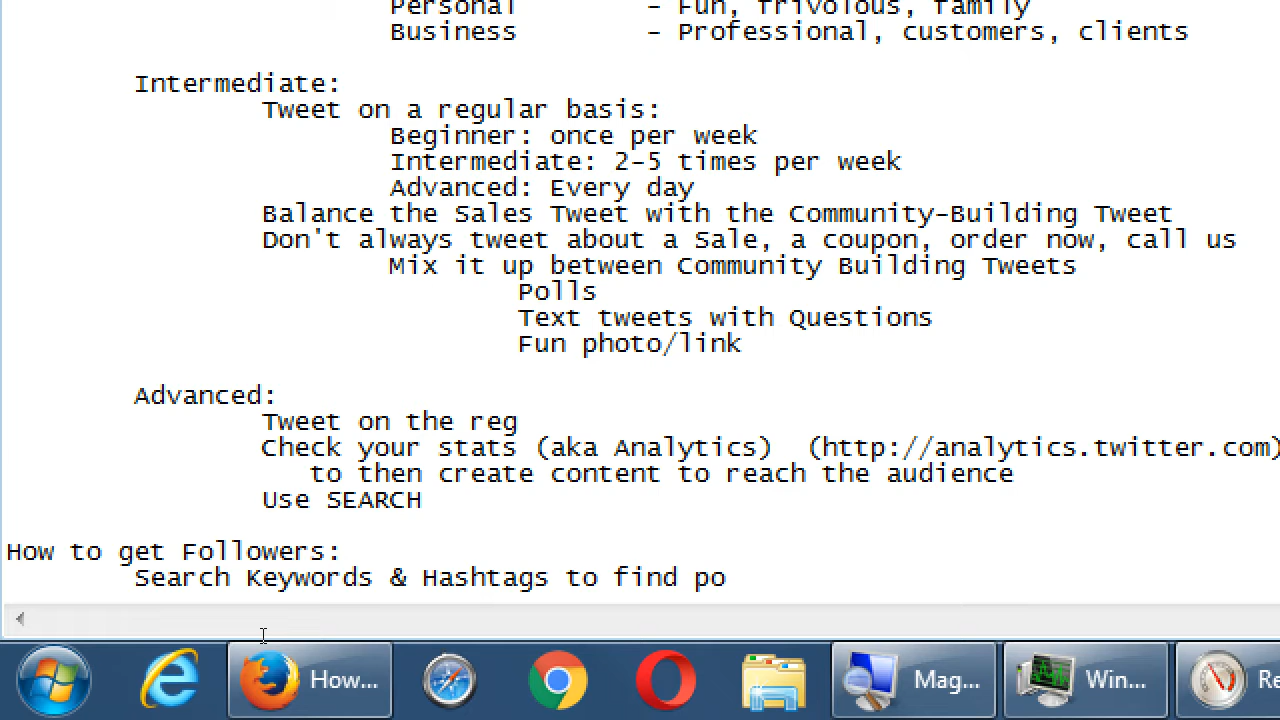 Personal - Fun, frivolous, family
Business - Professional, customers, clients
Intermediate:
Tweet on a regular basis:
Beginner: once per week
Intermediate: 2-5 times per week
Advanced: Every day
Balance the Sales Tweet with the Community-Building Tweet
Don't always tweet about a Sale, a coupon, order now, call us
Mix it up between Community Building Tweets
Polls
Text tweets with Questions
Fun photo/link
Advanced:
Tweet on the reg
Check your stats (aka Analytics) (http://analytics.twitter.com)
to then create content to reach the audience
Use SEARCH
How to get Followers:
Search Keywords & Hashtags to find po
How... Mag... Win... Re